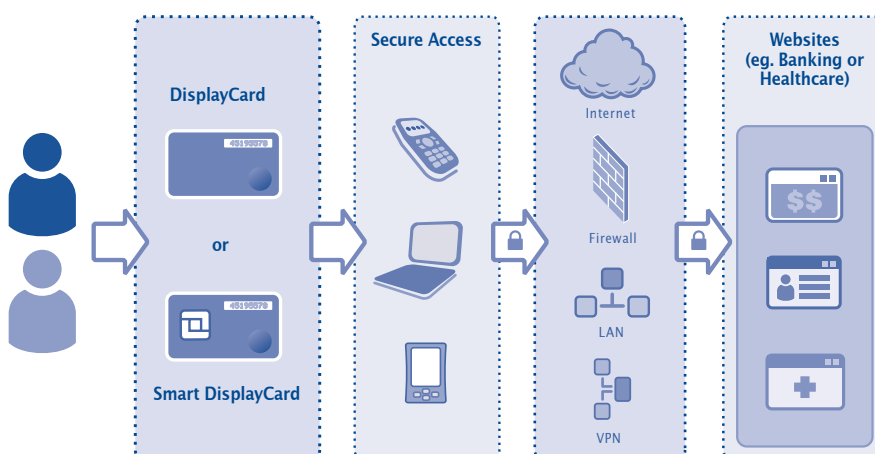 DisplayCard
45195578
or
45195578
Smart DisplayCard
Secure Access
Internet
Firewall
LAN
VPN
Websites
(eg. Banking or
Healthcare)
$$